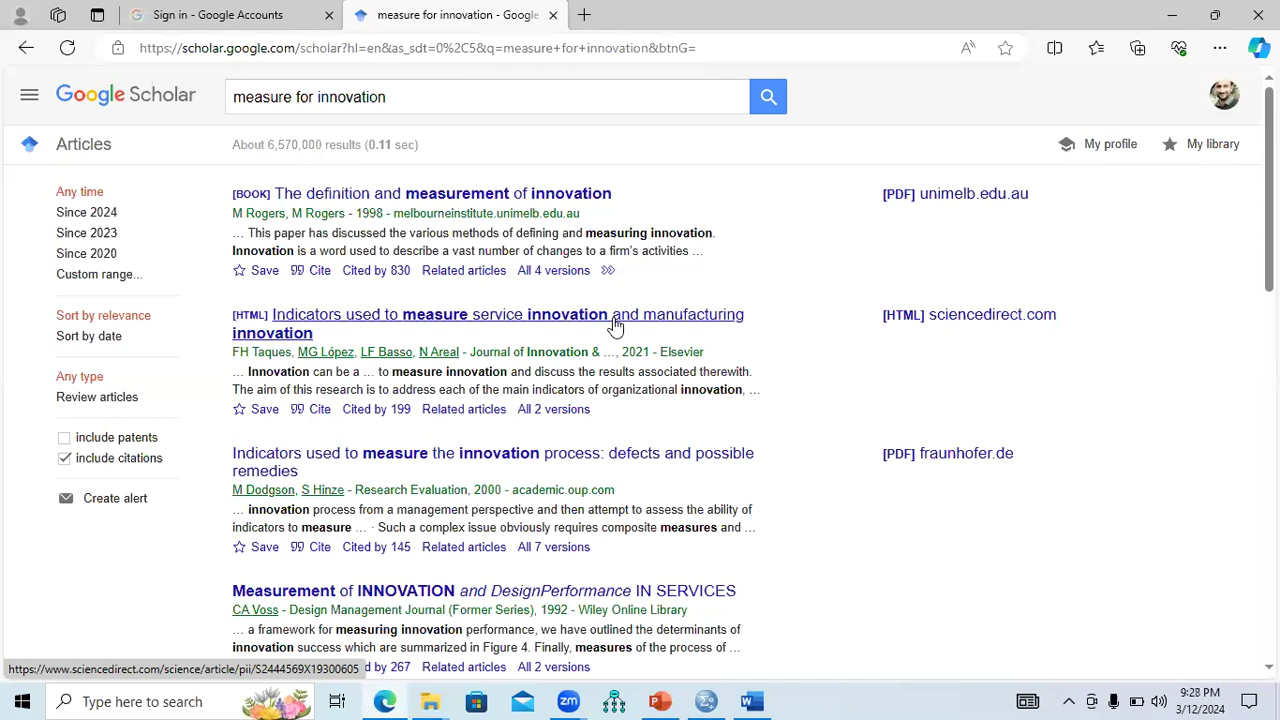 Sign in - Google Accounts
measure for innovation - Google
https://scholar.google.com/scholar?hl=en&as_sdt=0%2C5&q=measure+for+innovation&btnG=
Google Scholar
measure for innovation
Articles
About 6,570,000 results (0.11 sec)
My profile
My library
Any time
Since 2024
Since 2023
Since 2020
Custom range...
Sort by relevance
Sort by date
Any type
Review articles
include patents
include citations
Create alert
[BOOK] The definition and measurement of innovation
M Rogers, M Rogers - 1998 - melbourneinstitute.unimelb.edu.au
… This paper has discussed the various methods of defining and measuring innovation.
Innovation is a word used to describe a vast number of changes to a firm's activities …
Save Cite Cited by 830 Related articles All 4 versions
[PDF] unimelb.edu.au
[HTML] Indicators used to measure service innovation and manufacturing
innovation
FH Taques, MG López, LF Basso, N Areal - Journal of Innovation & …, 2021 - Elsevier
… Innovation can be a … to measure innovation and discuss the results associated therewith.
The aim of this research is to address each of the main indicators of organizational innovation, …
Save Cite Cited by 199 Related articles All 2 versions
[HTML] sciencedirect.com
Indicators used to measure the innovation process: defects and possible
remedies
M Dodgson, S Hinze - Research Evaluation, 2000 - academic.oup.com
… innovation process from a management perspective and then attempt to assess the ability of
indicators to measure … · Such a complex issue obviously requires composite measures and …
Save Cite Cited by 145 Related articles All 7 versions
[PDF] fraunhofer.de
Measurement of INNOVATION and DesignPerformance IN SERVICES
CA Voss - Design Management Journal (Former Series), 1992 - Wiley Online Library
… a framework for measuring innovation performance, we have outlined the determinants of
innovation success which are summarized in Figure 4. Finally, measures of the process of …
by 267 Related articles All 2 versions
https://www.sciencedirect.com/science/article/pii/S2444569X19300605
Type here to search
9:28 PM
3/12/2024